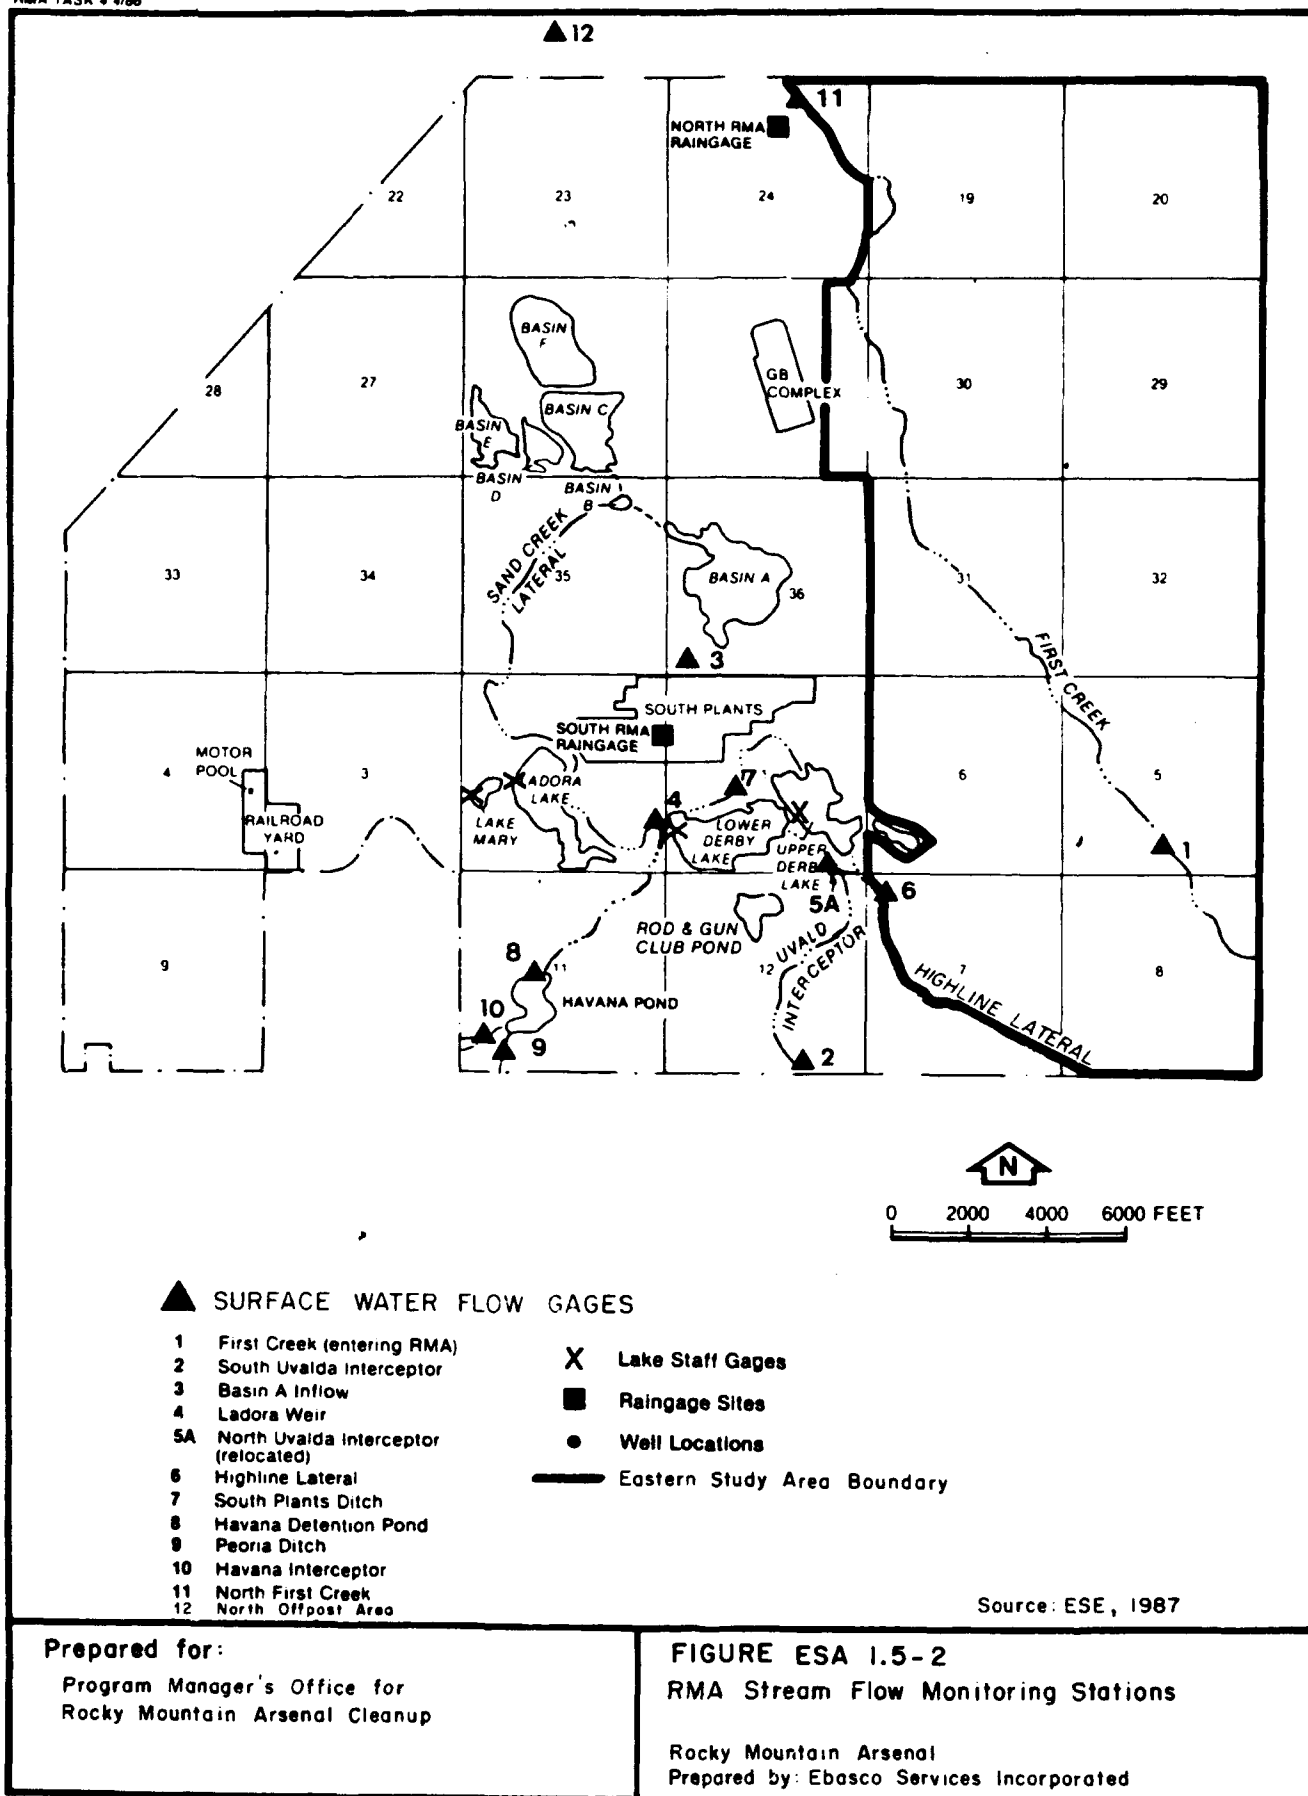 RMA TASK 4 4/88
12
11
NORTH RMA
RAINGAGE
22
23
24
19
20
BASIN
F
GB
COMPLEX
28
27
30
29
BASIN C
BASIN
E
BASIN
D
BASIN
B
SAND CREEK
LATERAL
33
34
35
BASIN A
36
31
32
FIRST CREEK
3
SOUTH PLANTS
SOUTH RMA
RAINGAGE
MOTOR
POOL
4
3
6
5
LADORA
LAKE
7
RAILROAD
YARD
LAKE
MARY
4
LOWER
DERBY
LAKE
UPPER
DERBY
LAKE
1
5A
6
ROD & GUN
CLUB POND
UVALD
INTERCEPTOR
9
8
11
12
7
8
HIGHLINE LATERAL
HAVANA POND
10
9
2
N
0 2000 4000 6000 FEET
SURFACE WATER FLOW GAGES
1 First Creek (entering RMA)
2 South Uvalda Interceptor
3 Basin A Inflow
4 Ladora Weir
5A North Uvalda Interceptor
(relocated)
6 Highline Lateral
7 South Plants Ditch
8 Havana Detention Pond
9 Peoria Ditch
10 Havana Interceptor
11 North First Creek
12 North Offpost Area
X Lake Staff Gages
Raingage Sites
Well Locations
Eastern Study Area Boundary
Source: ESE, 1987
Prepared for:
Program Manager's Office for
Rocky Mountain Arsenal Cleanup
FIGURE ESA 1.5-2
RMA Stream Flow Monitoring Stations
Rocky Mountain Arsenal
Prepared by: Ebasco Services Incorporated